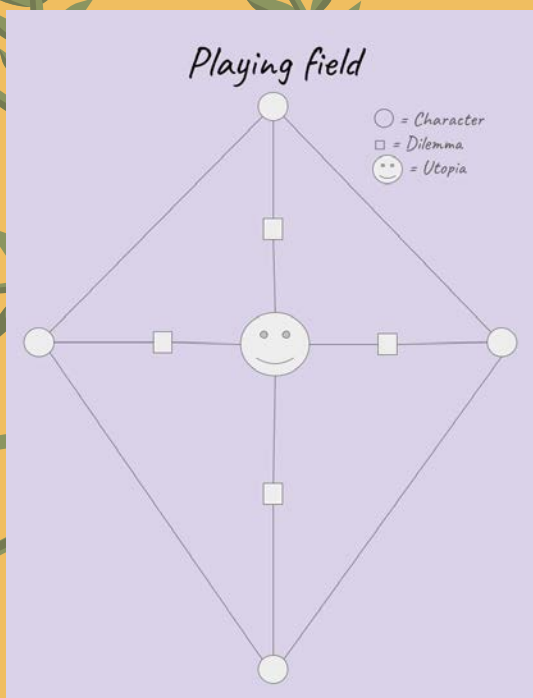 Playing field
= Character
= Dilemma
= Utopia